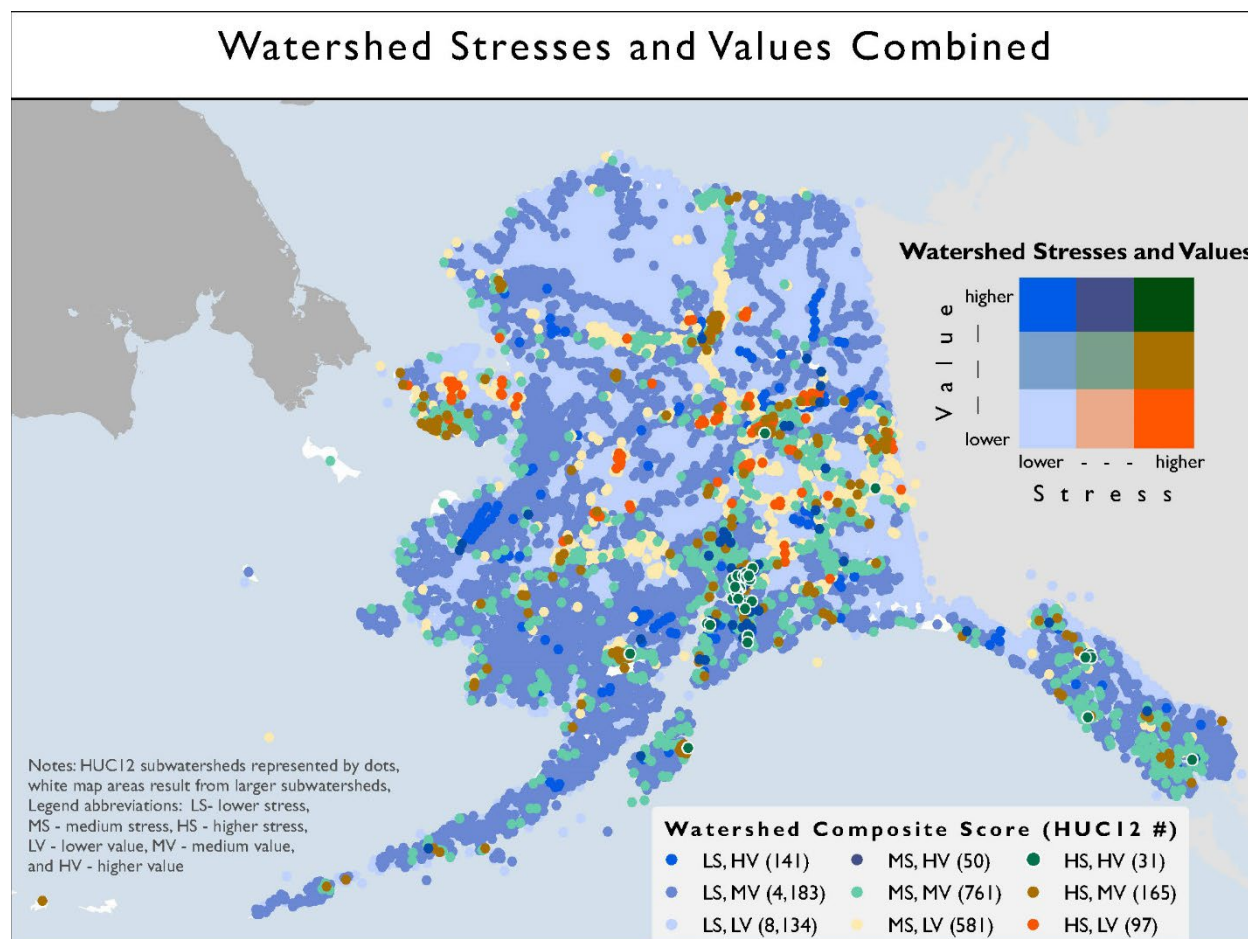 Watershed Stresses and Values Combined
Watershed Stresses and Values
higher
Value
lower
lower - - - higher
Stress
Notes: HUC12 subwatersheds represented by dots,
white map areas result from larger subwatersheds,
Legend abbreviations: LS- lower stress,
MS - medium stress, HS - higher stress,
LV - lower value, MV - medium value,
and HV - higher value
Watershed Composite Score (HUC12 #)
LS, HV (141) MS, HV (50) HS, HV (31)
LS, MV (4,183) MS, MV (761) HS, MV (165)
LS, LV (8,134) MS, LV (581) HS, LV (97)